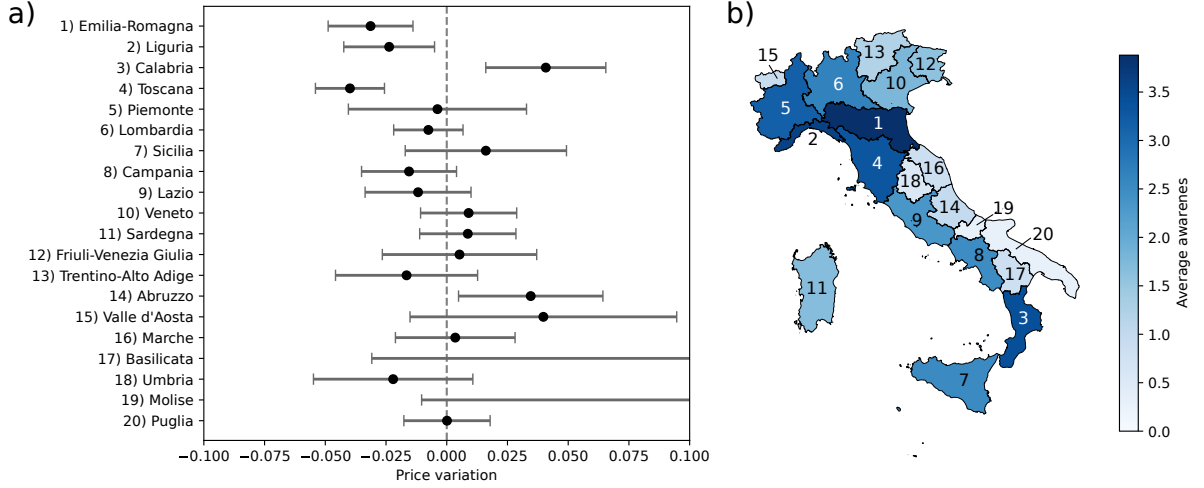 a)
1) Emilia-Romagna
2) Liguria
3) Calabria
4) Toscana
5) Piemonte
6) Lombardia
7) Sicilia
8) Campania
9) Lazio
10) Veneto
11) Sardegna
12) Friuli-Venezia Giulia
13) Trentino-Alto Adige
14) Abruzzo
15) Valle d'Aosta
16) Marche
17) Basilicata
18) Umbria
19) Molise
20) Puglia
−0.100 −0.075 −0.050 −0.025 0.000 0.025 0.050 0.075 0.100
Price variation
b)
13
15
12
6
10
5
1
2
4
16
18
14
19
9
20
8
17
11
3
7
3.5
3.0
2.5
2.0
1.5
1.0
0.5
0.0
Average awarenes